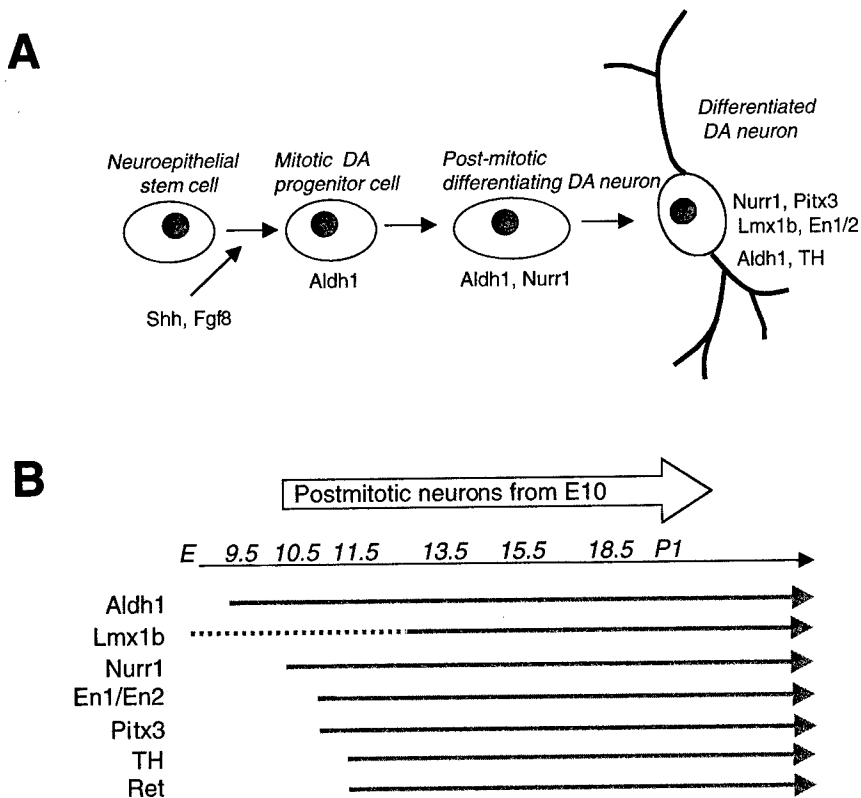 A
Neuroepithelial
stem cell
Mitotic DA
progenitor cell
Post-mitotic
differentiating DA neuron
Differentiated
DA neuron
Aldh1
Aldh1, Nurr1
Nurr1, Pitx3
Lmx1b, En1/2
Aldh1, TH
Shh, Fgf8
B
Postmitotic neurons from E10
E 9.5 10.5 11.5 13.5 15.5 18.5 P1
Aldh1
Lmx1b
Nurr1
En1/En2
Pitx3
TH
Ret